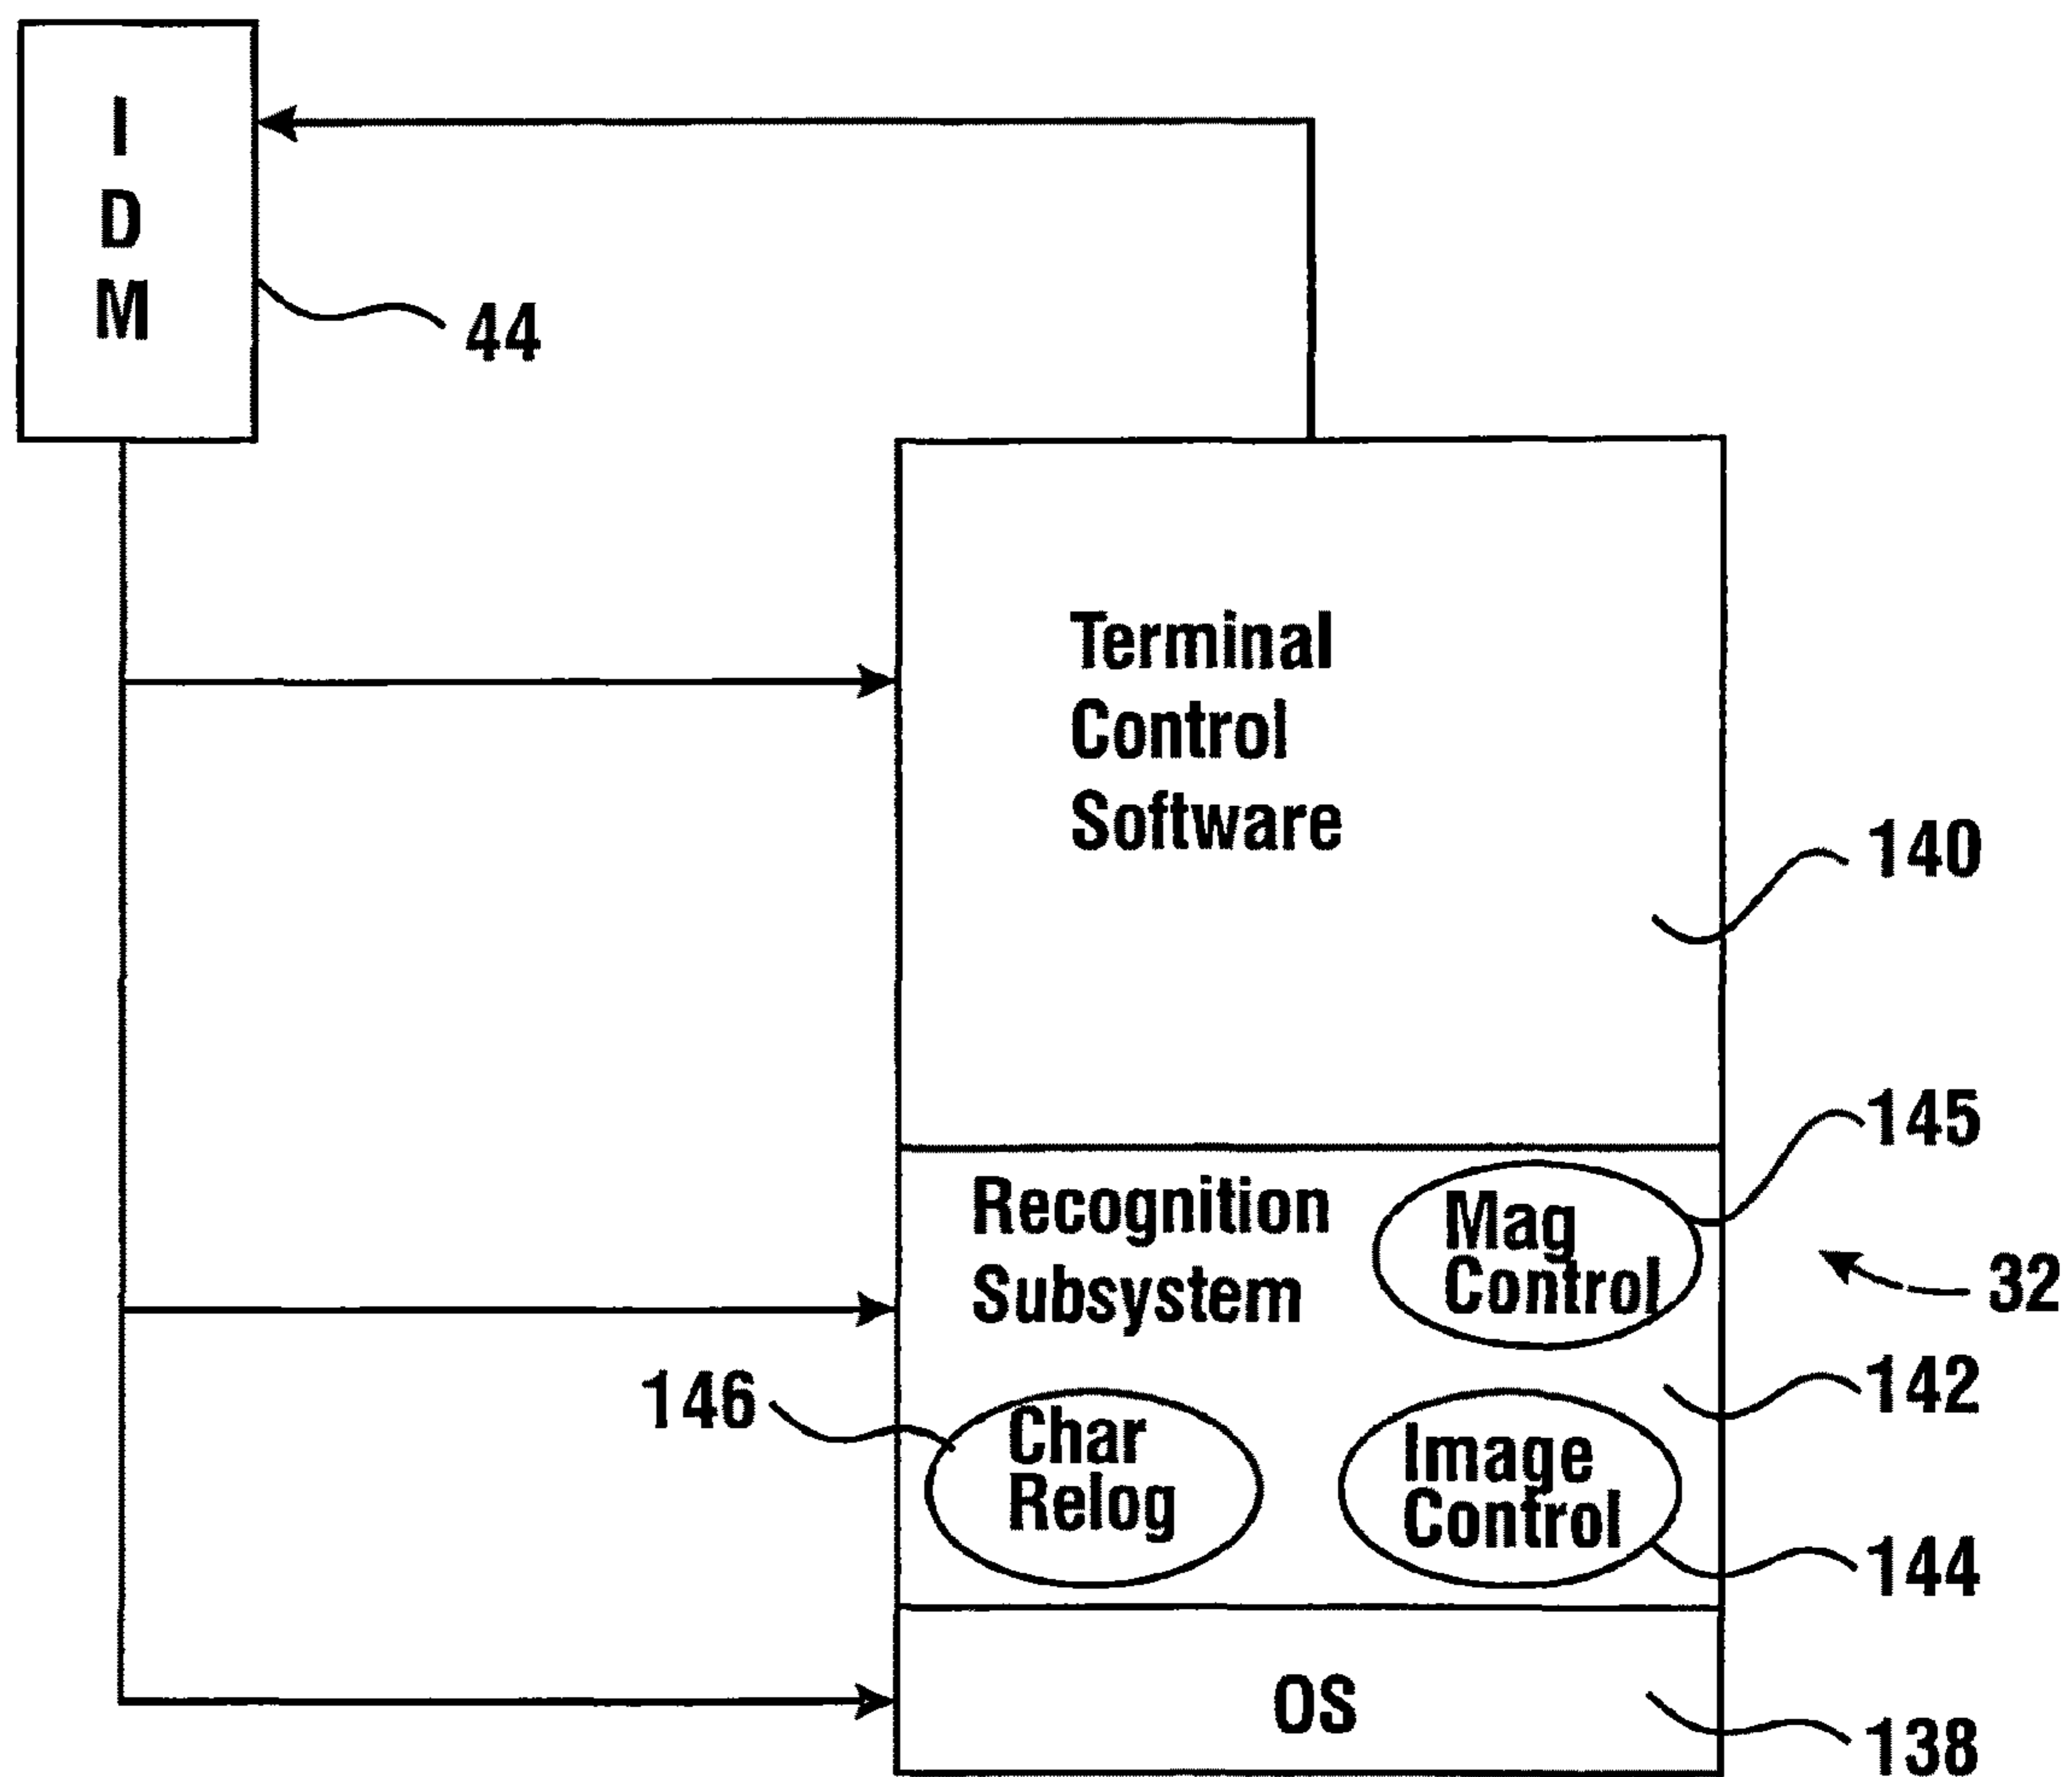 I
D
M
44
Terminal
Control
Software
140
145
Recognition
Subsystem
Mag
Control
32
142
146
Char
Relog
Image
Control
144
OS
138